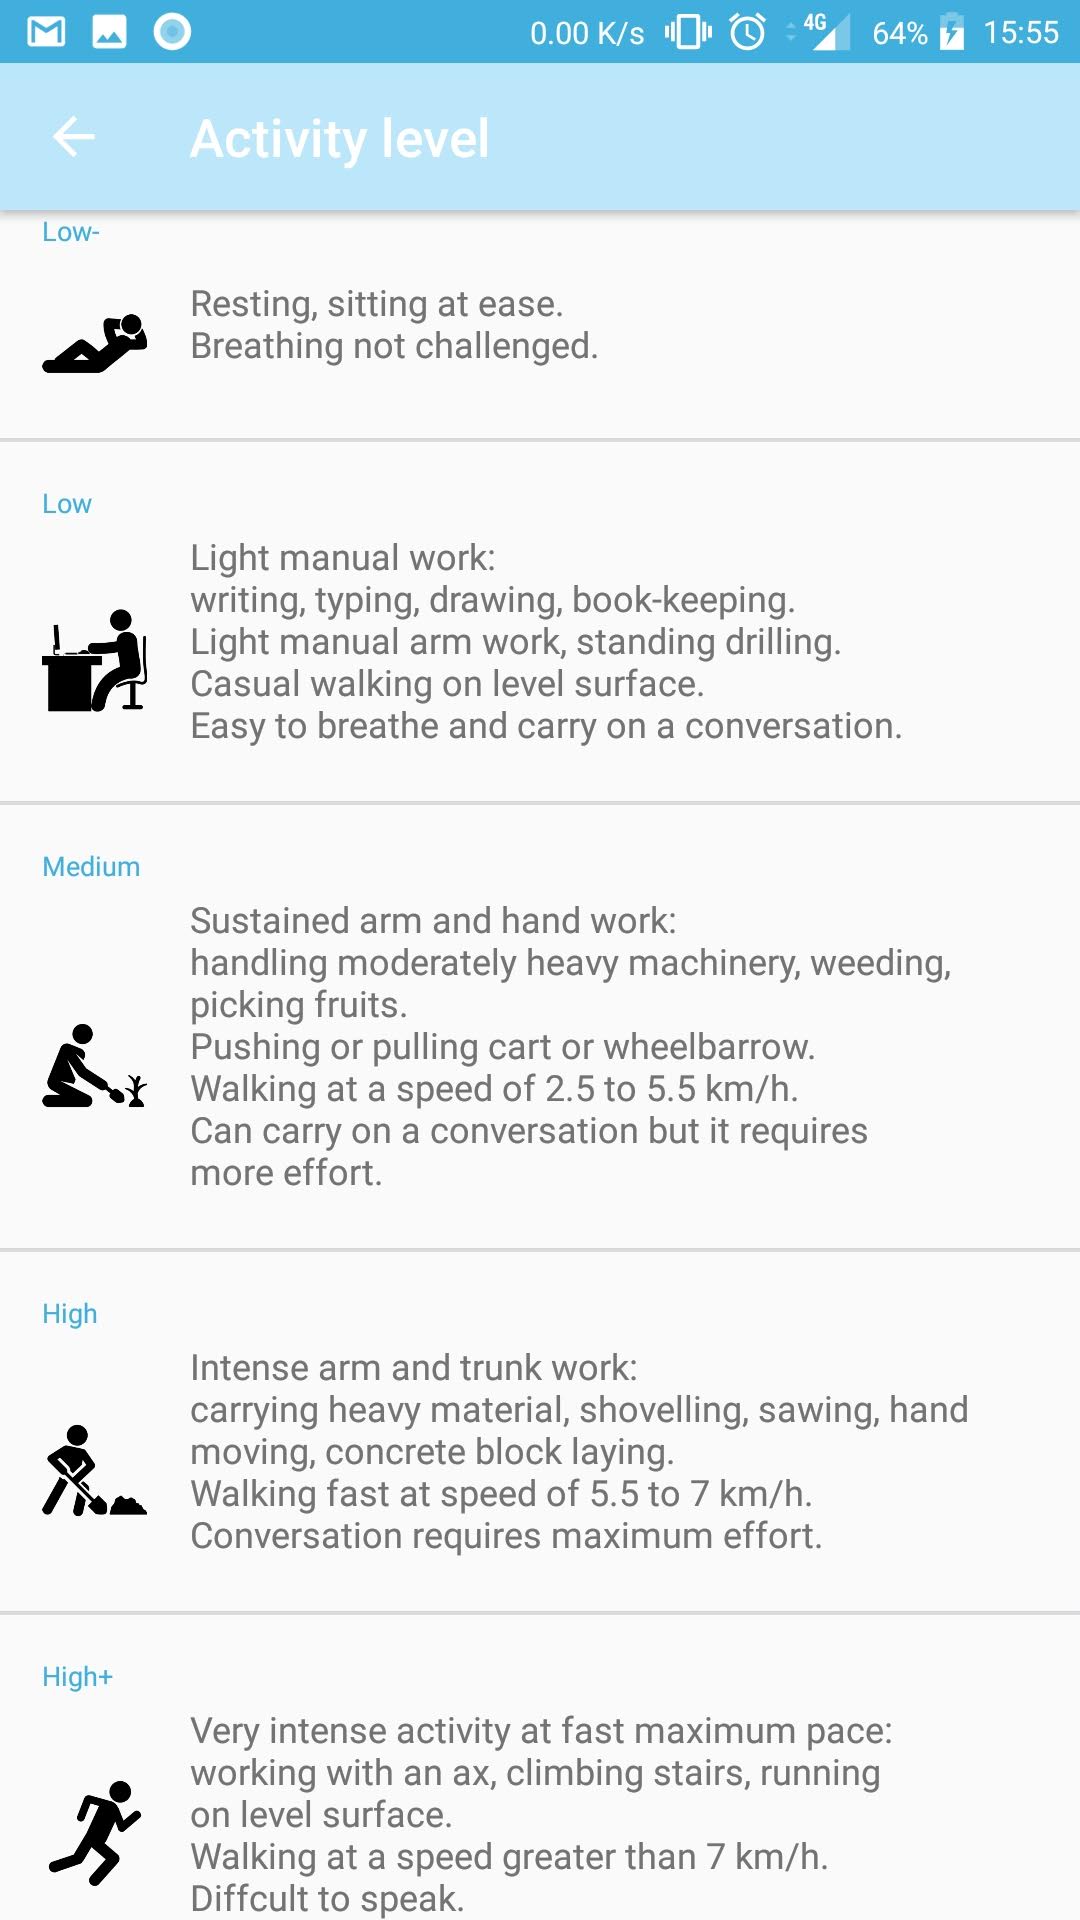 0.00 K/s 4G 64% 15:55
Activity level
Low-
Resting, sitting at ease.
Breathing not challenged.
Low
Light manual work:
writing, typing, drawing, book-keeping.
Light manual arm work, standing drilling.
Casual walking on level surface.
Easy to breathe and carry on a conversation.
Medium
Sustained arm and hand work:
handling moderately heavy machinery, weeding,
picking fruits.
Pushing or pulling cart or wheelbarrow.
Walking at a speed of 2.5 to 5.5 km/h.
Can carry on a conversation but it requires
more effort.
High
Intense arm and trunk work:
carrying heavy material, shovelling, sawing, hand
moving, concrete block laying.
Walking fast at speed of 5.5 to 7 km/h.
Conversation requires maximum effort.
High+
Very intense activity at fast maximum pace:
working with an ax, climbing stairs, running
on level surface.
Walking at a speed greater than 7 km/h.
Diffcult to speak.